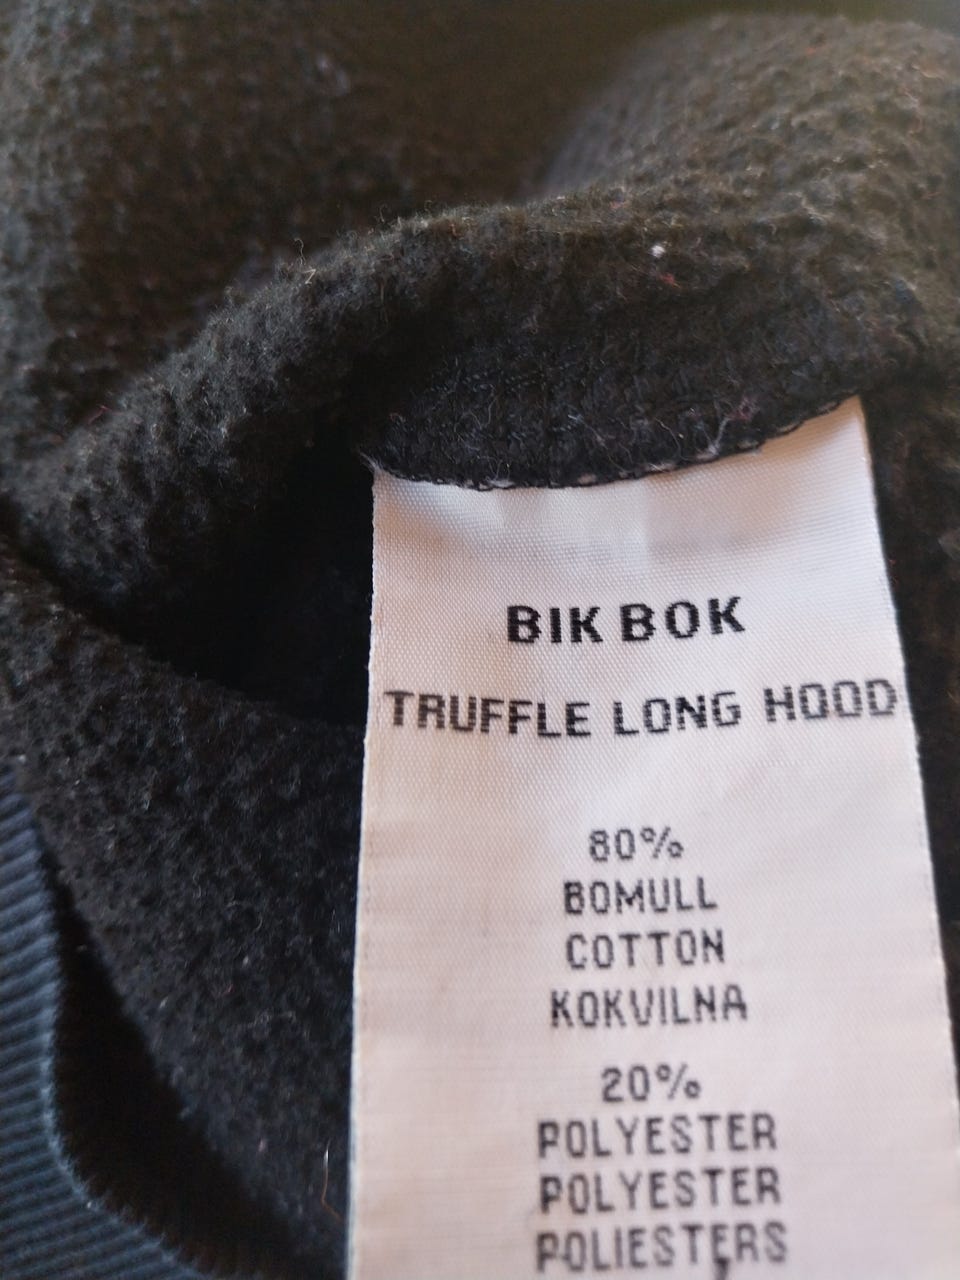 BIK BOK
TRUFFLE LONG HOOD
80%
BOMULL
COTTON
KOKVILNA
20%
POLYESTER
POLYESTER
POLIESTERS